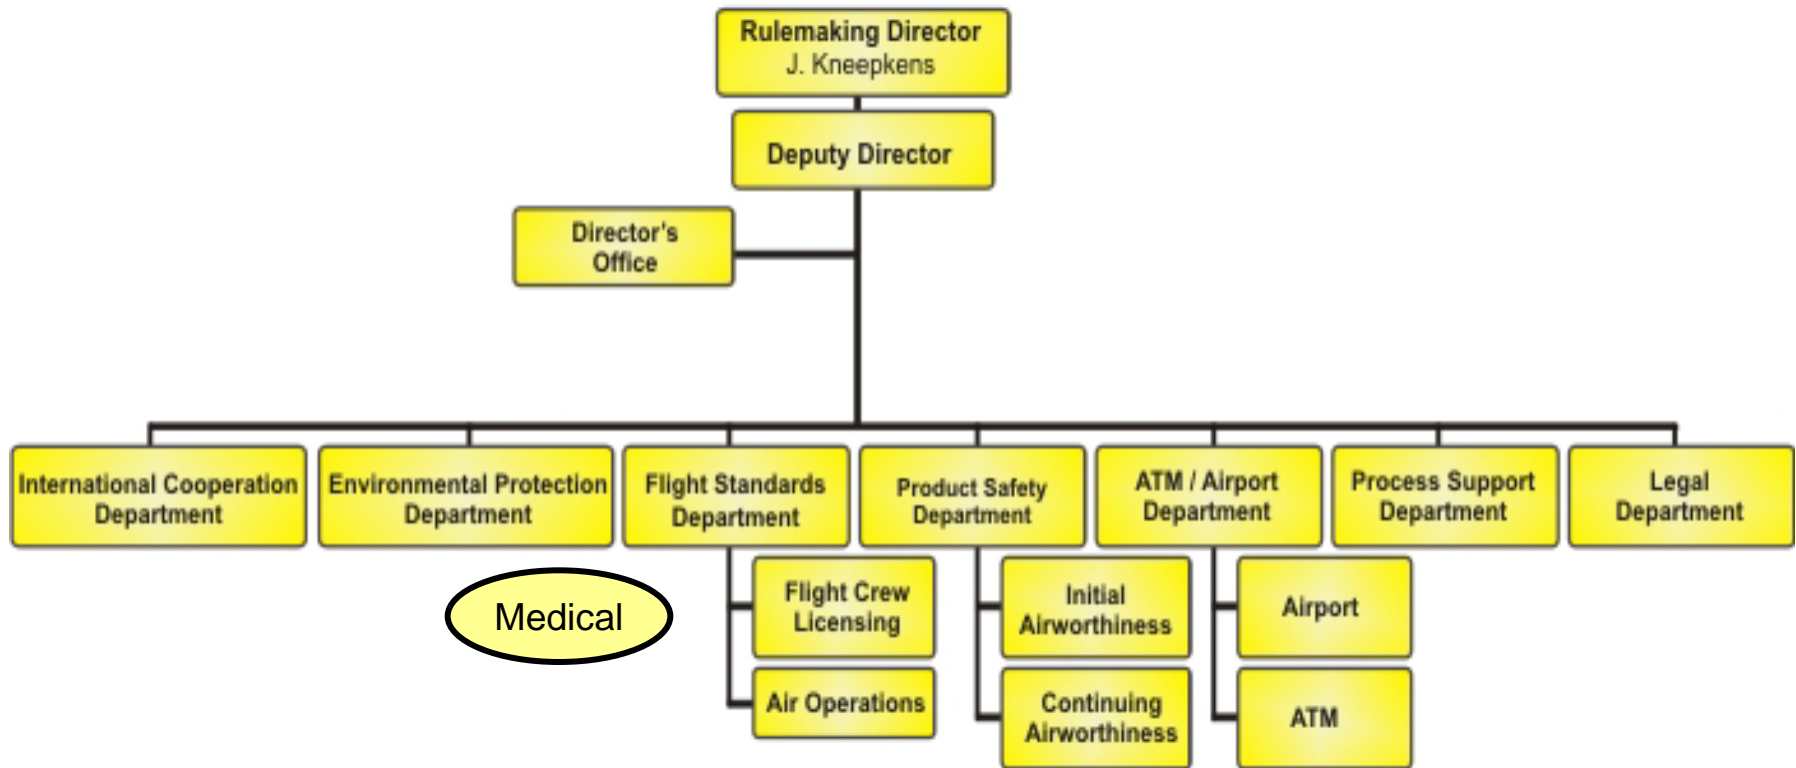 Rulemaking Director
J. Kneepkens
Deputy Director
Director's
Office
International Cooperation
Department
Environmental Protection
Department
Flight Standards
Department
Product Safety
Department
ATM / Airport
Department
Process Support
Department
Legal
Department
Medical
Flight Crew
Licensing
Air Operations
Initial
Airworthiness
Continuing
Airworthiness
Airport
ATM